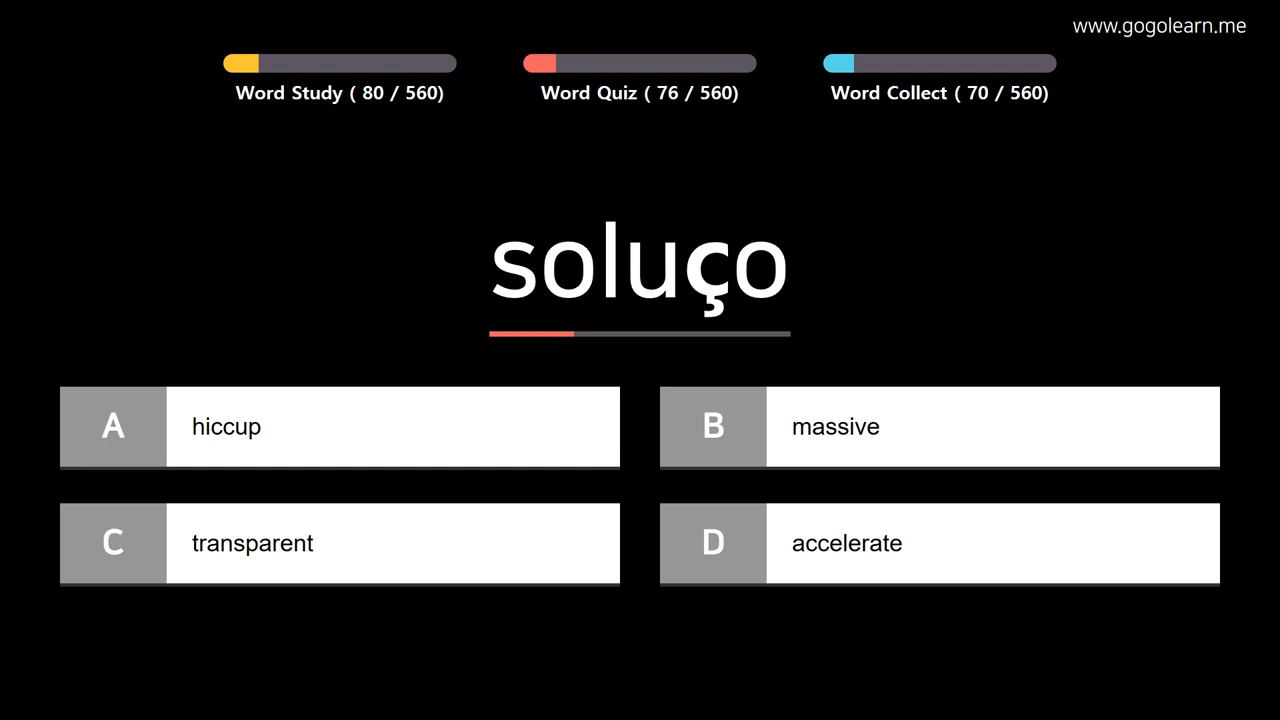 www.gogolearn.me
Word Study ( 80 / 560)
Word Quiz ( 76 / 560)
Word Collect ( 70 / 560)
soluço
A hiccup
B massive
C transparent
D accelerate